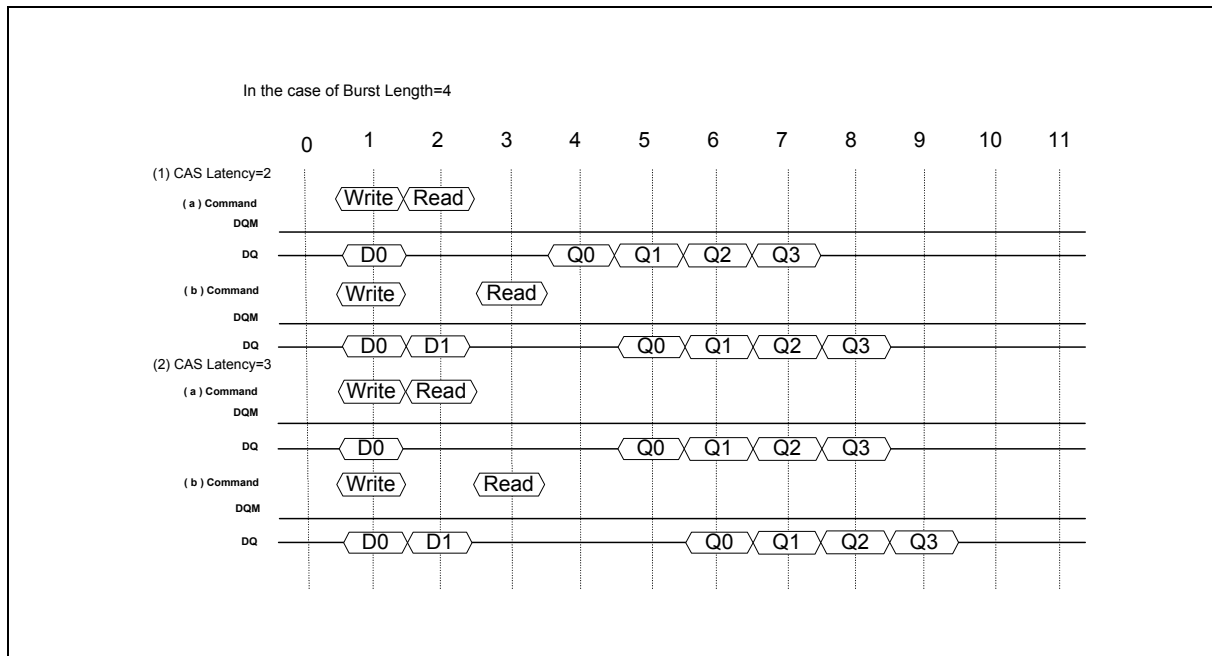 In the case of Burst Length=4
0 1 2 3 4 5 6 7 8 9 10 11
(1) CAS Latency=2
( a ) Command Write Read
DQM
DQ D0 Q0 Q1 Q2 Q3
( b ) Command Write Read
DQM
DQ D0 D1 Q0 Q1 Q2 Q3
(2) CAS Latency=3
( a ) Command Write Read
DQM
DQ D0 Q0 Q1 Q2 Q3
( b ) Command Write Read
DQM
DQ D0 D1 Q0 Q1 Q2 Q3